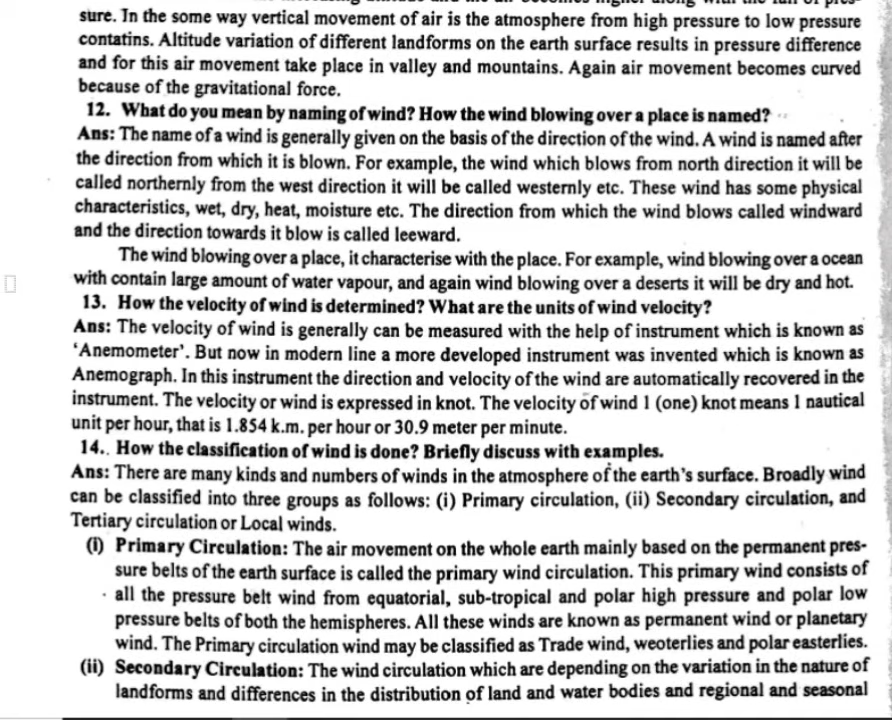 sure. In the some way vertical movement of air is the atmosphere from high pressure to low pressure
contatins. Altitude variation of different landforms on the earth surface results in pressure difference
and for this air movement take place in valley and mountains. Again air movement becomes curved
because of the gravitational force.
12. What do you mean by naming of wind? How the wind blowing over a place is named?
Ans: The name of a wind is generally given on the basis of the direction of the wind. A wind is named after
the direction from which it is blown. For example, the wind which blows from north direction it will be
called northernly from the west direction it will be called westernly etc. These wind has some physical
characteristics, wet, dry, heat, moisture etc. The direction from which the wind blows called windward
and the direction towards it blow is called leeward.
The wind blowing over a place, it characterise with the place. For example, wind blowing over a ocean
with contain large amount of water vapour, and again wind blowing over a deserts it will be dry and hot.
13. How the velocity of wind is determined? What are the units of wind velocity?
Ans: The velocity of wind is generally can be measured with the help of instrument which is known as
‘Anemometer’. But now in modern line a more developed instrument was invented which is known as
Anemograph. In this instrument the direction and velocity of the wind are automatically recovered in the
instrument. The velocity or wind is expressed in knot. The velocity of wind 1 (one) knot means 1 nautical
unit per hour, that is 1.854 k.m. per hour or 30.9 meter per minute.
14.. How the classification of wind is done? Briefly discuss with examples.
Ans: There are many kinds and numbers of winds in the atmosphere of the earth's surface. Broadly wind
can be classified into three groups as follows: (i) Primary circulation, (ii) Secondary circulation, and
Tertiary circulation or Local winds.
(i) Primary Circulation: The air movement on the whole earth mainly based on the permanent pres-
sure belts of the earth surface is called the primary wind circulation. This primary wind consists of
all the pressure belt wind from equatorial, sub-tropical and polar high pressure and polar low
pressure belts of both the hemispheres. All these winds are known as permanent wind or planetary
wind. The Primary circulation wind may be classified as Trade wind, weoterlies and polar easterlies.
(ii) Secondary Circulation: The wind circulation which are depending on the variation in the nature of
landforms and differences in the distribution of land and water bodies and regional and seasonal